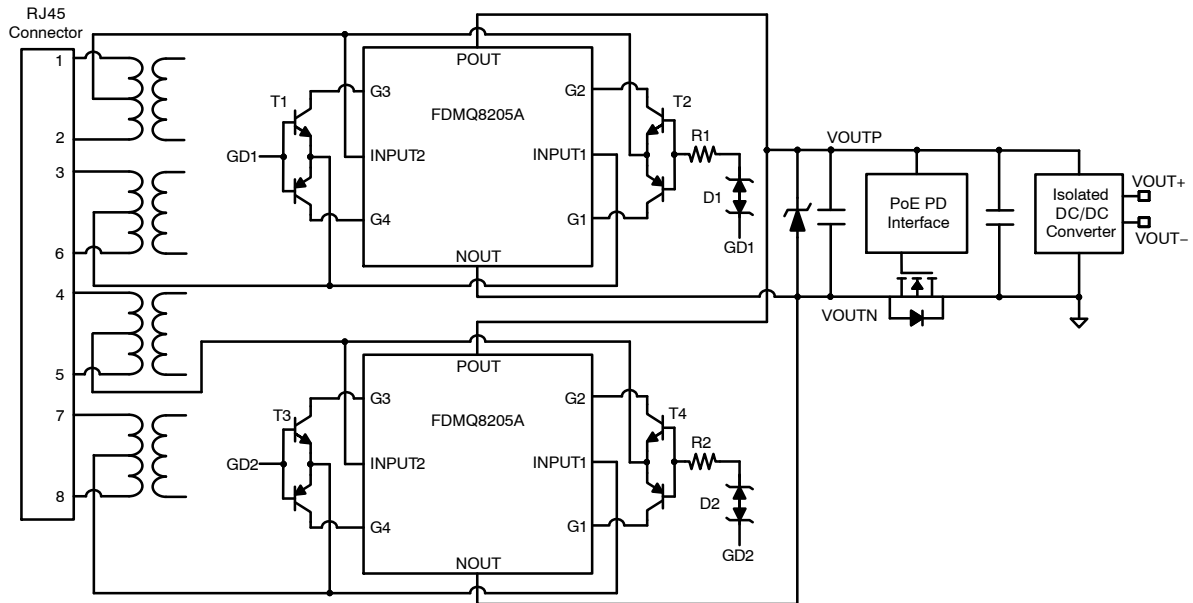 RJ45
Connector
1
2
3
6
4
5
7
8
POUT
T1
G3
G2
T2
FDMQ8205A
R1
GD1
INPUT2
INPUT1
D1
G4
G1
GD1
NOUT
VOUTP
PoE PD
Interface
Isolated
DC/DC
Converter
VOUT+
VOUT−
VOUTN
POUT
T3
G3
G2
T4
FDMQ8205A
R2
GD2
INPUT2
INPUT1
D2
G4
G1
GD2
NOUT